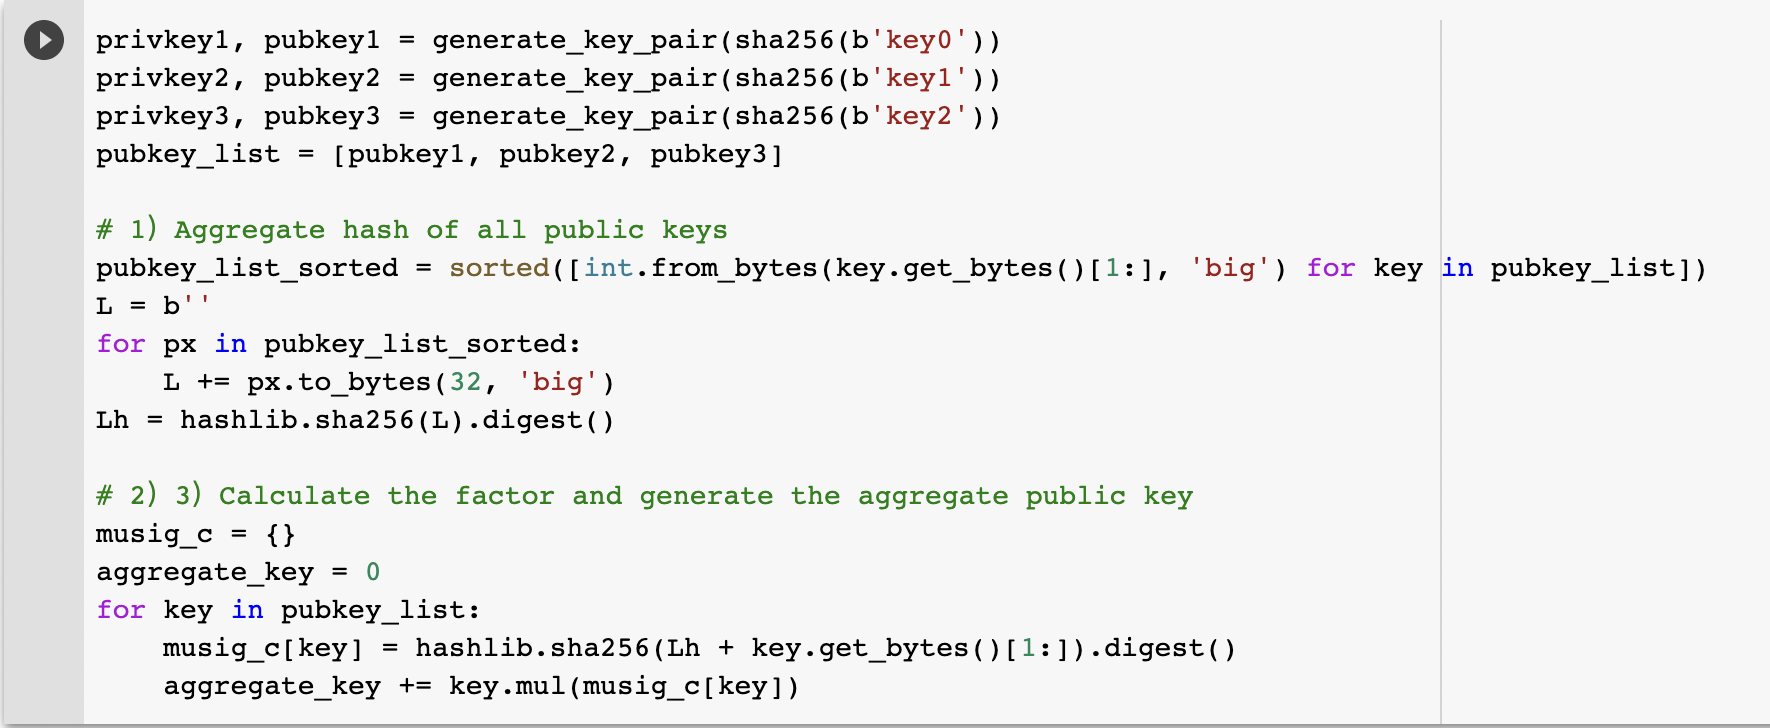 privkey1, pubkey1 = generate_key_pair(sha256(b'key0'))
privkey2, pubkey2 = generate_key_pair(sha256(b'key1'))
privkey3, pubkey3 = generate_key_pair(sha256(b'key2'))
pubkey_list = [pubkey1, pubkey2, pubkey3]
# 1) Aggregate hash of all public keys
pubkey_list_sorted = sorted([int.from_bytes(key.get_bytes()[1:], 'big') for key in pubkey_list])
L = b''
for px in pubkey_list_sorted:
    L += px.to_bytes(32, 'big')
Lh = hashlib.sha256(L).digest()
# 2) 3) Calculate the factor and generate the aggregate public key
musig_c = {}
aggregate_key = 0
for key in pubkey_list:
    musig_c[key] = hashlib.sha256(Lh + key.get_bytes()[1:]).digest()
    aggregate_key += key.mul(musig_c[key])